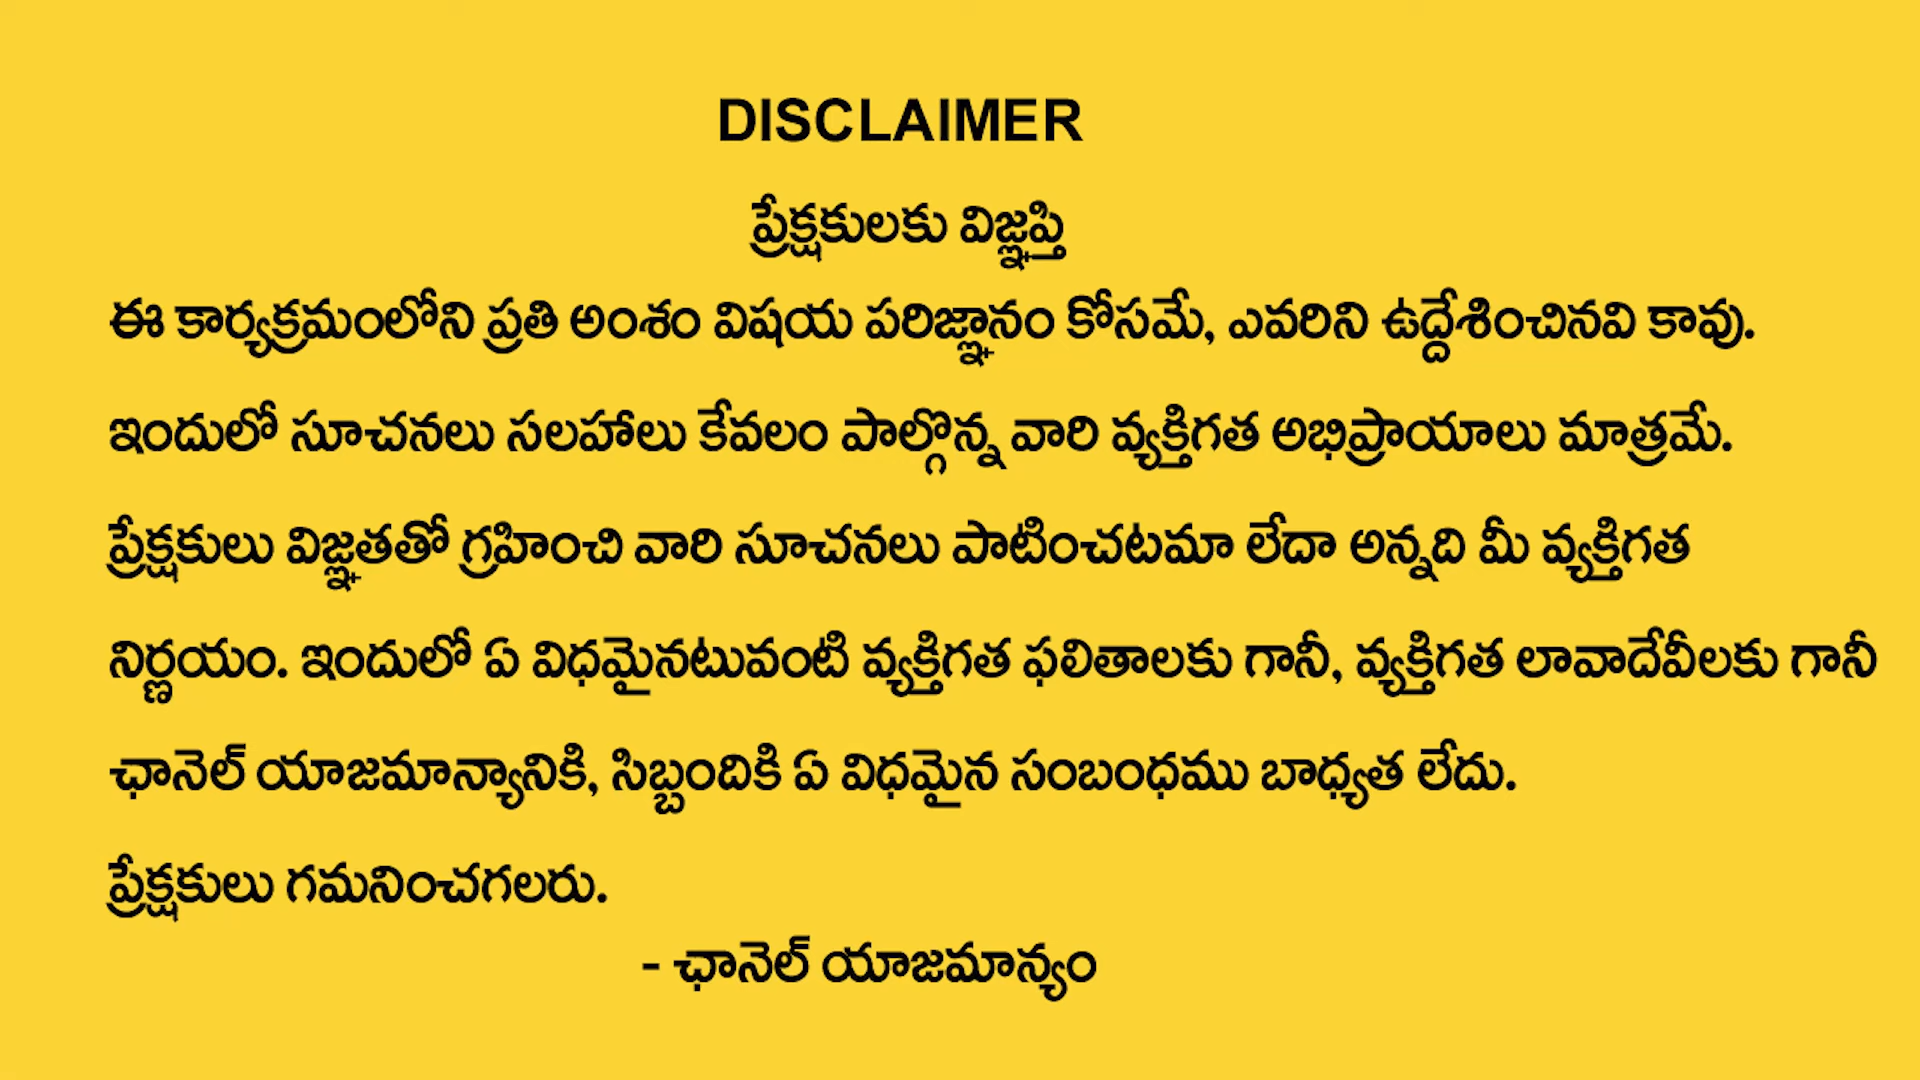 DISCLAIMER
ప్రేక్షకులకు విజ్ఞప్తి
ఈ కార్యక్రమంలోని ప్రతి అంశం విషయ పరిజ్ఞానం కోసమే, ఎవరిని ఉద్దేశించినవి కావు.
ఇందులో సూచనలు సలహాలు కేవలం పాల్గొన్న వారి వ్యక్తిగత అభిప్రాయాలు మాత్రమే.
ప్రేక్షకులు విజ్ఞతతో గ్రహించి వారి సూచనలు పాటించటమా లేదా అన్నది మీ వ్యక్తిగత
నిర్ణయం. ఇందులో ఏ విధమైనటువంటి వ్యక్తిగత ఫలితాలకు గానీ, వ్యక్తిగత లావాదేవీలకు గానీ
ఛానెల్ యాజమాన్యానికి, సిబ్బందికి ఏ విధమైన సంబంధము బాధ్యత లేదు.
ప్రేక్షకులు గమనించగలరు.
- ఛానెల్ యాజమాన్యం